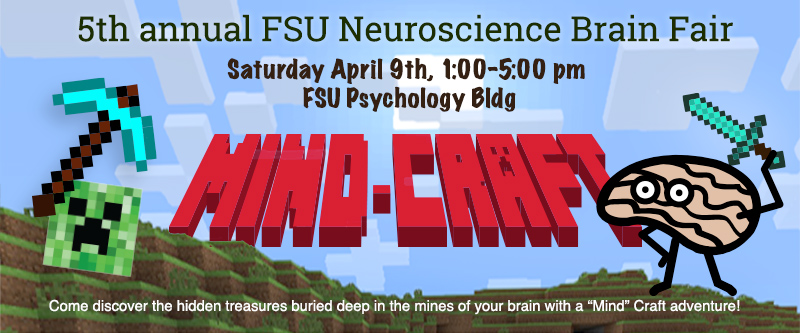 5th annual FSU Neuroscience Brain Fair
Saturday April 9th, 1:00-5:00 pm
FSU Psychology Bldg
MIND-CRAFT
Come discover the hidden treasures buried deep in the mines of your brain with a “Mind” Craft adventure!